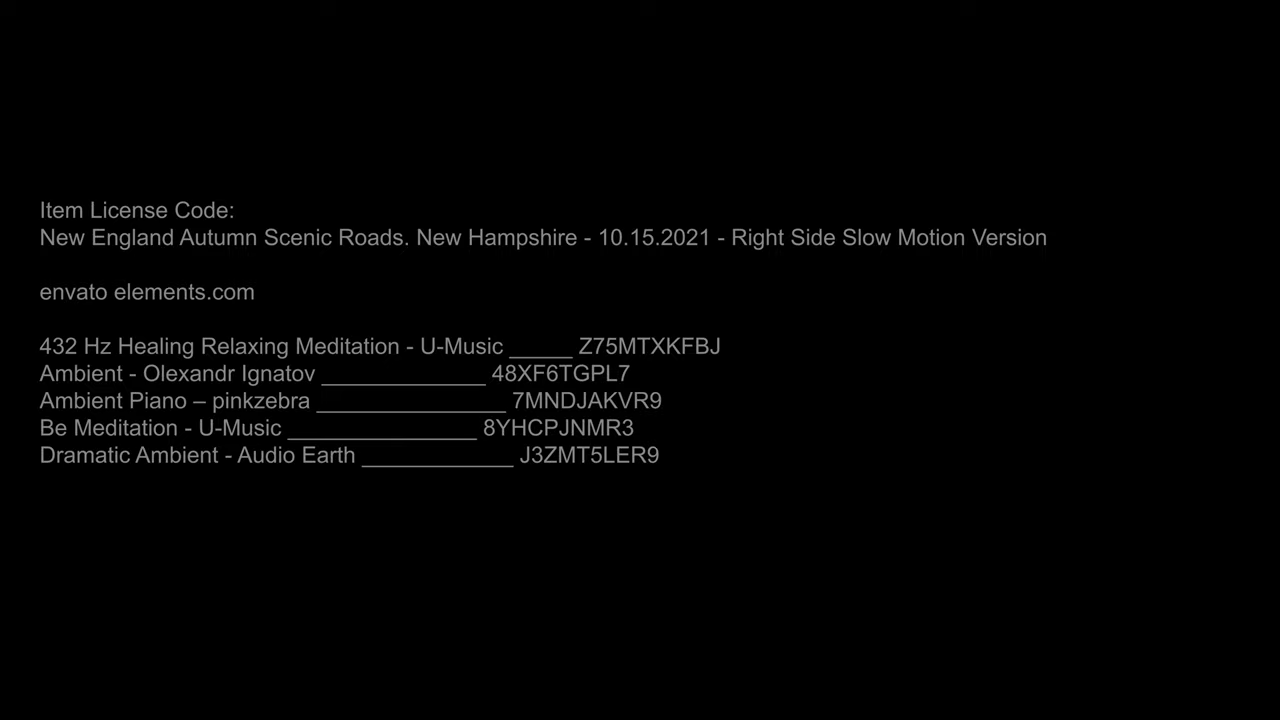 Item License Code:
New England Autumn Scenic Roads. New Hampshire - 10.15.2021 - Right Side Slow Motion Version
envato elements.com
432 Hz Healing Relaxing Meditation - U-Music _____ Z75MTXKFBJ
Ambient - Olexandr Ignatov _____________ 48XF6TGPL7
Ambient Piano – pinkzebra _______________ 7MNDJAKVR9
Be Meditation - U-Music _______________ 8YHCPJNMR3
Dramatic Ambient - Audio Earth ____________ J3ZMT5LER9